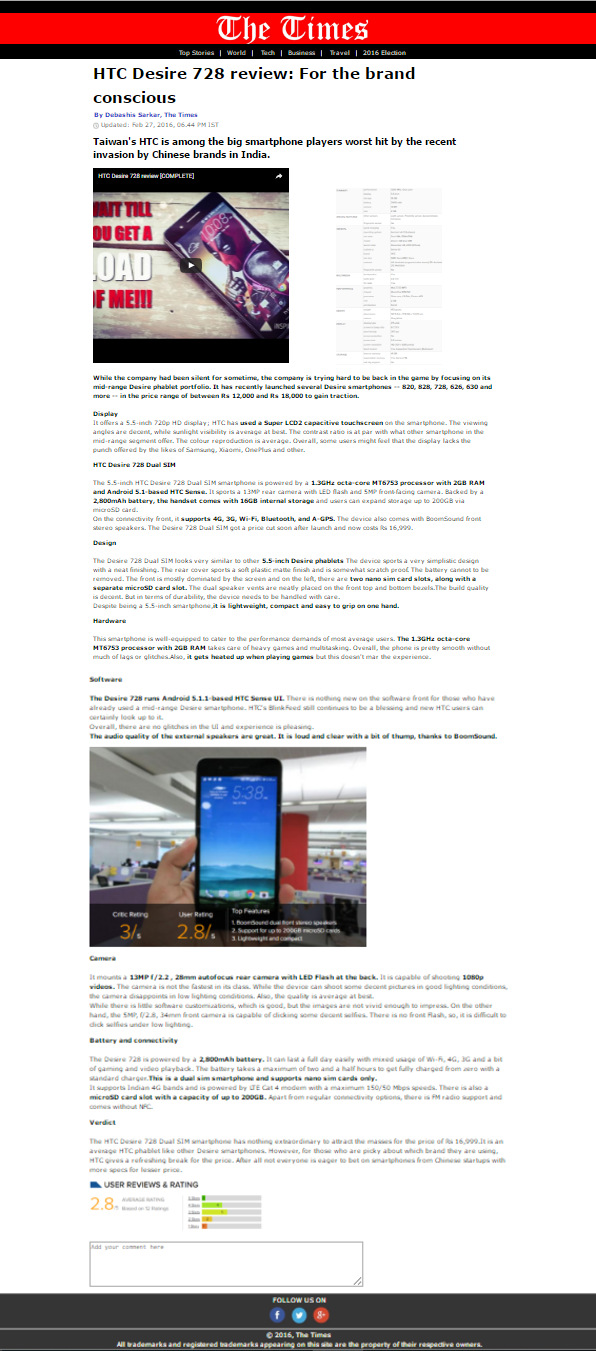 The Times
Top Stories | World | Tech | Business | Travel | 2016 Election
HTC Desire 728 review: For the brand
conscious
By Debashis Sarkar, The Times
Updated: Feb 27, 2016, 06.44 PM IST
Taiwan's HTC is among the big smartphone players worst hit by the recent
invasion by Chinese brands in India.
HTC Desire 728 review [COMPLETE]
WAIT TILL
YOU GET A
LOAD
OF ME!!!
While the company had been silent for sometime, the company is trying hard to be back in the game by focusing on its
mid-range Desire phablet portfolio. It has recently launched several Desire smartphones -- 820, 828, 728, 626, 630 and
more -- in the price range of between Rs 12,000 and Rs 18,000 to gain traction.
Display
It offers a 5.5-inch 720p HD display; HTC has used a Super LCD2 capacitive touchscreen on the smartphone. The viewing
angles are decent, while sunlight visibility is average at best. The contrast ratio is at par with what other smartphone in the
mid-range segment offer. The colour reproduction is average. Overall, some users might feel that the display lacks the
punch offered by the likes of Samsung, Xiaomi, OnePlus and other.
HTC Desire 728 Dual SIM
The 5.5-inch HTC Desire 728 Dual SIM smartphone is powered by a 1.3GHz octa-core MT6753 processor with 2GB RAM
and Android 5.1-based HTC Sense. It sports a 13MP rear camera with LED flash and 5MP front-facing camera. Backed by a
2,800mAh battery, the handset comes with 16GB internal storage and users can expand storage up to 200GB via
microSD card.
On the connectivity front, it supports 4G, 3G, Wi-Fi, Bluetooth, and A-GPS. The device also comes with BoomSound front
stereo speakers. The Desire 728 Dual SIM got a price cut soon after launch and now costs Rs 16,999.
Design
The Desire 728 Dual SIM looks very similar to other 5.5-inch Desire phablets The device sports a very simplistic design
with a neat finishing. The rear cover sports a soft plastic matte finish and is somewhat scratch proof. The battery cannot to be
removed. The front is mostly dominated by the screen and on the left, there are two nano sim card slots, along with a
separate microSD card slot. The dual speaker vents are neatly placed on the front top and bottom bezels.The build quality
is decent. But in terms of durability, the device needs to be handled with care.
Despite being a 5.5-inch smartphone,it is lightweight, compact and easy to grip on one hand.
Hardware
This smartphone is well-equipped to cater to the performance demands of most average users. The 1.3GHz octa-core
MT6753 processor with 2GB RAM takes care of heavy games and multitasking. Overall, the phone is pretty smooth without
much of lags or glitches.Also, it gets heated up when playing games but this doesn't mar the experience.
Software
The Desire 728 runs Android 5.1.1-based HTC Sense UI. There is nothing new on the software front for those who have
already used a mid-range Desire smartphone. HTC's BlinkFeed still continues to be a blessing and new HTC users can
certainly look up to it.
Overall, there are no glitches in the UI and experience is pleasing.
The audio quality of the external speakers are great. It is loud and clear with a bit of thump, thanks to BoomSound.
5:38
Critic Rating
3/5
User Rating
2.8/5
Top Features
1. BoomSound dual front stereo speakers
2. Support for up to 200GB microSD cards
3. Lightweight and compact
Camera
It mounts a 13MP f/2.2 , 28mm autofocus rear camera with LED Flash at the back. It is capable of shooting 1080p
videos. The camera is not the fastest in its class. While the device can shoot some decent pictures in good lighting conditions,
the camera disappoints in low lighting conditions. Also, the quality is average at best.
While there is little software customizations, which is good, but the images are not vivid enough to impress. On the other
hand, the 5MP, f/2.8, 34mm front camera is capable of clicking some decent selfies. There is no front Flash, so, it is difficult to
click selfies under low lighting.
Battery and connectivity
The Desire 728 is powered by a 2,800mAh battery. It can last a full day easily with mixed usage of Wi-Fi, 4G, 3G and a bit
of gaming and video playback. The battery takes a maximum of two and a half hours to get fully charged from zero with a
standard charger.This is a dual sim smartphone and supports nano sim cards only.
It supports Indian 4G bands and is powered by LTE Cat 4 modem with a maximum 150/50 Mbps speeds. There is also a
microSD card slot with a capacity of up to 200GB. Apart from regular connectivity options, there is FM radio support and
comes without NFC.
Verdict
The HTC Desire 728 Dual SIM smartphone has nothing extraordinary to attract the masses for the price of Rs 16,999.It is an
average HTC phablet like other Desire smartphones. However, for those who are picky about which brand they are using,
HTC gives a refreshing break for the price. After all not everyone is eager to bet on smartphones from Chinese startups with
more specs for lesser price.
USER REVIEWS & RATING
2.8/5
AVERAGE RATING
Based on 12 Ratings
Add your comment here
FOLLOW US ON
© 2016, The Times
All trademarks and registered trademarks appearing on this site are the property of their respective owners.